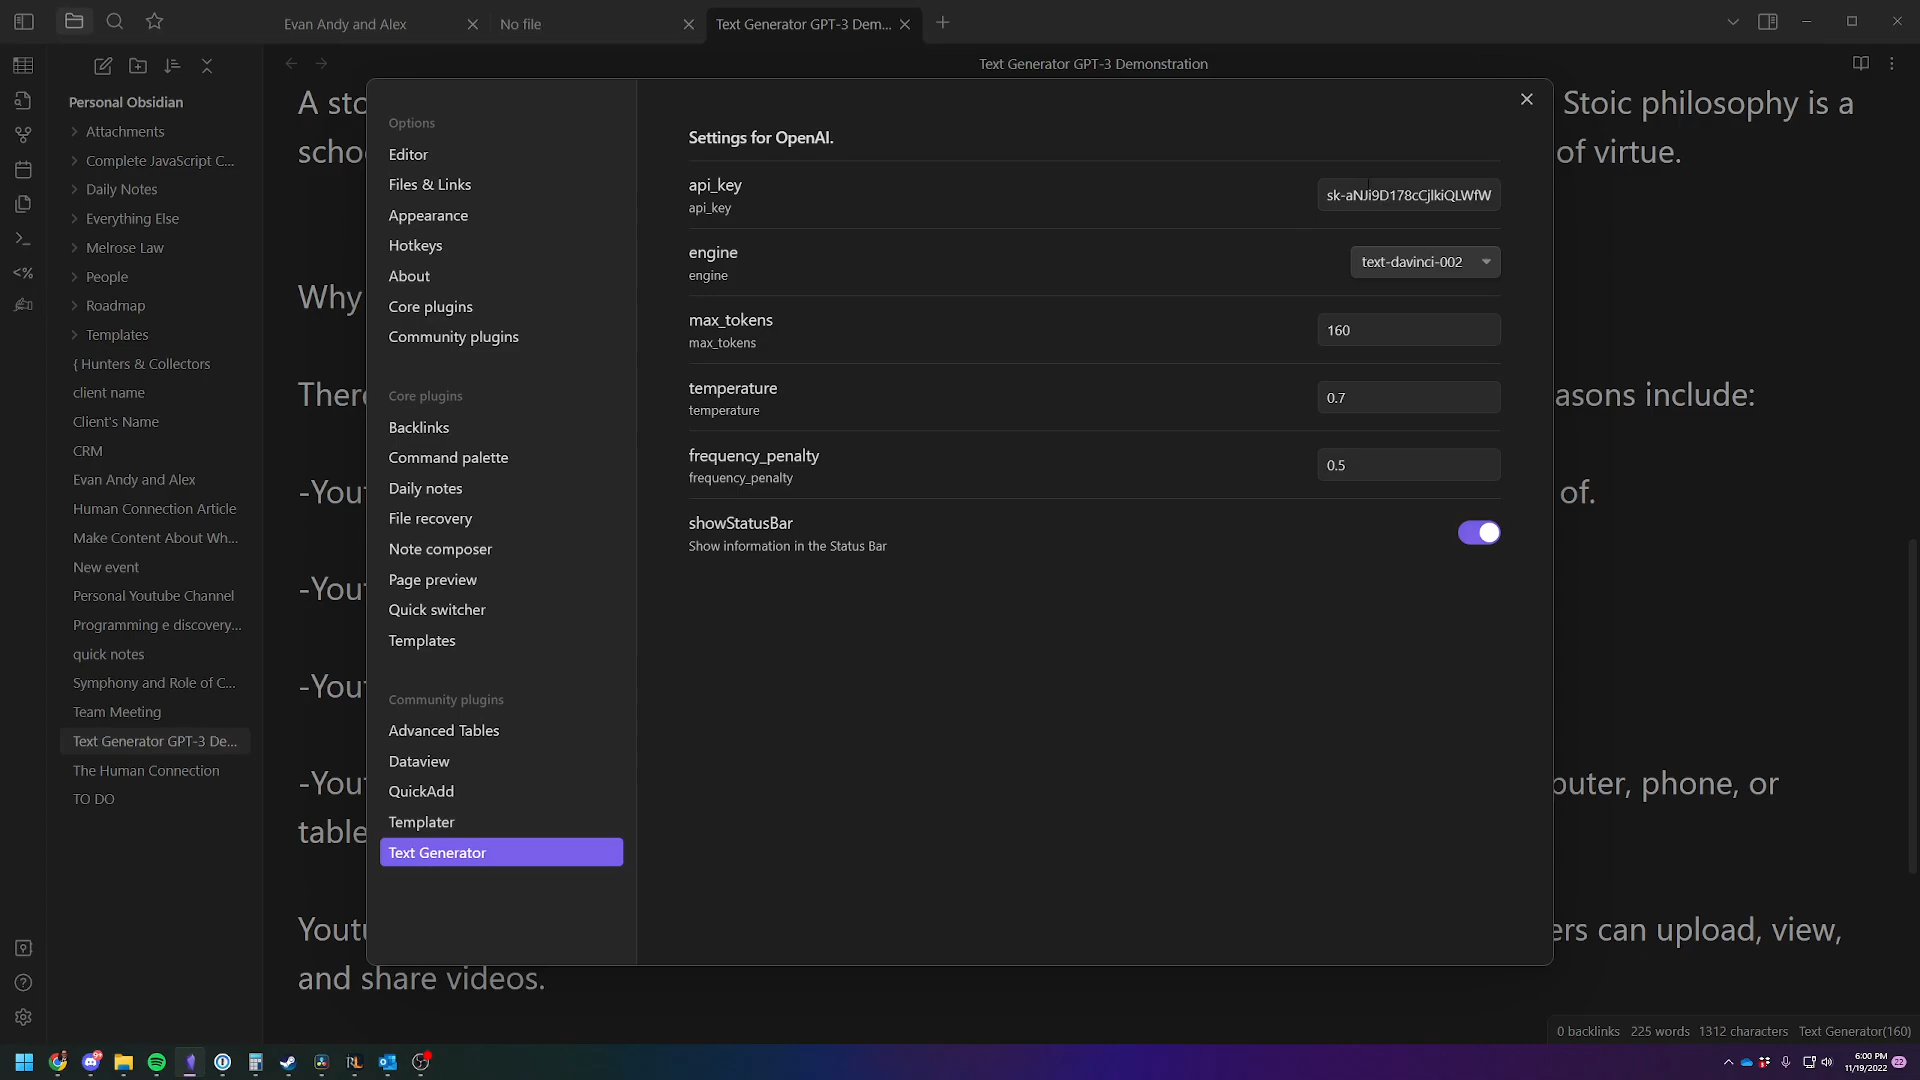 Evan Andy and Alex
No file
Text Generator GPT-3 Dem...
Text Generator GPT-3 Demonstration
Personal Obsidian
Attachments
Complete JavaScript C...
Daily Notes
Everything Else
Melrose Law
People
Roadmap
Templates
{ Hunters & Collectors
client name
Client's Name
CRM
Evan Andy and Alex
Human Connection Article
Make Content About Wh...
New event
Personal Youtube Channel
Programming e discovery...
quick notes
Symphony and Role of C...
Team Meeting
Text Generator GPT-3 De...
The Human Connection
TO DO
Options
Editor
Files & Links
Appearance
Hotkeys
About
Core plugins
Community plugins
Core plugins
Backlinks
Command palette
Daily notes
File recovery
Note composer
Page preview
Quick switcher
Templates
Community plugins
Advanced Tables
Dataview
QuickAdd
Templater
Text Generator
Settings for OpenAI.
api_key
api_key
sk-aNJi9D178cCjlkiQLWfW
engine
engine
text-davinci-002
max_tokens
max_tokens
160
temperature
temperature
0.7
frequency_penalty
frequency_penalty
0.5
showStatusBar
Show information in the Status Bar
A sto
Stoic philosophy is a
schoo
of virtue.
Why
There
asons include:
-Yout
of.
-Yout
-Yout
-Yout
puter, phone, or
table
Youtu
ers can upload, view,
and share videos.
0 backlinks 225 words 1312 characters Text Generator(160)
6:00 PM
11/19/2022
22